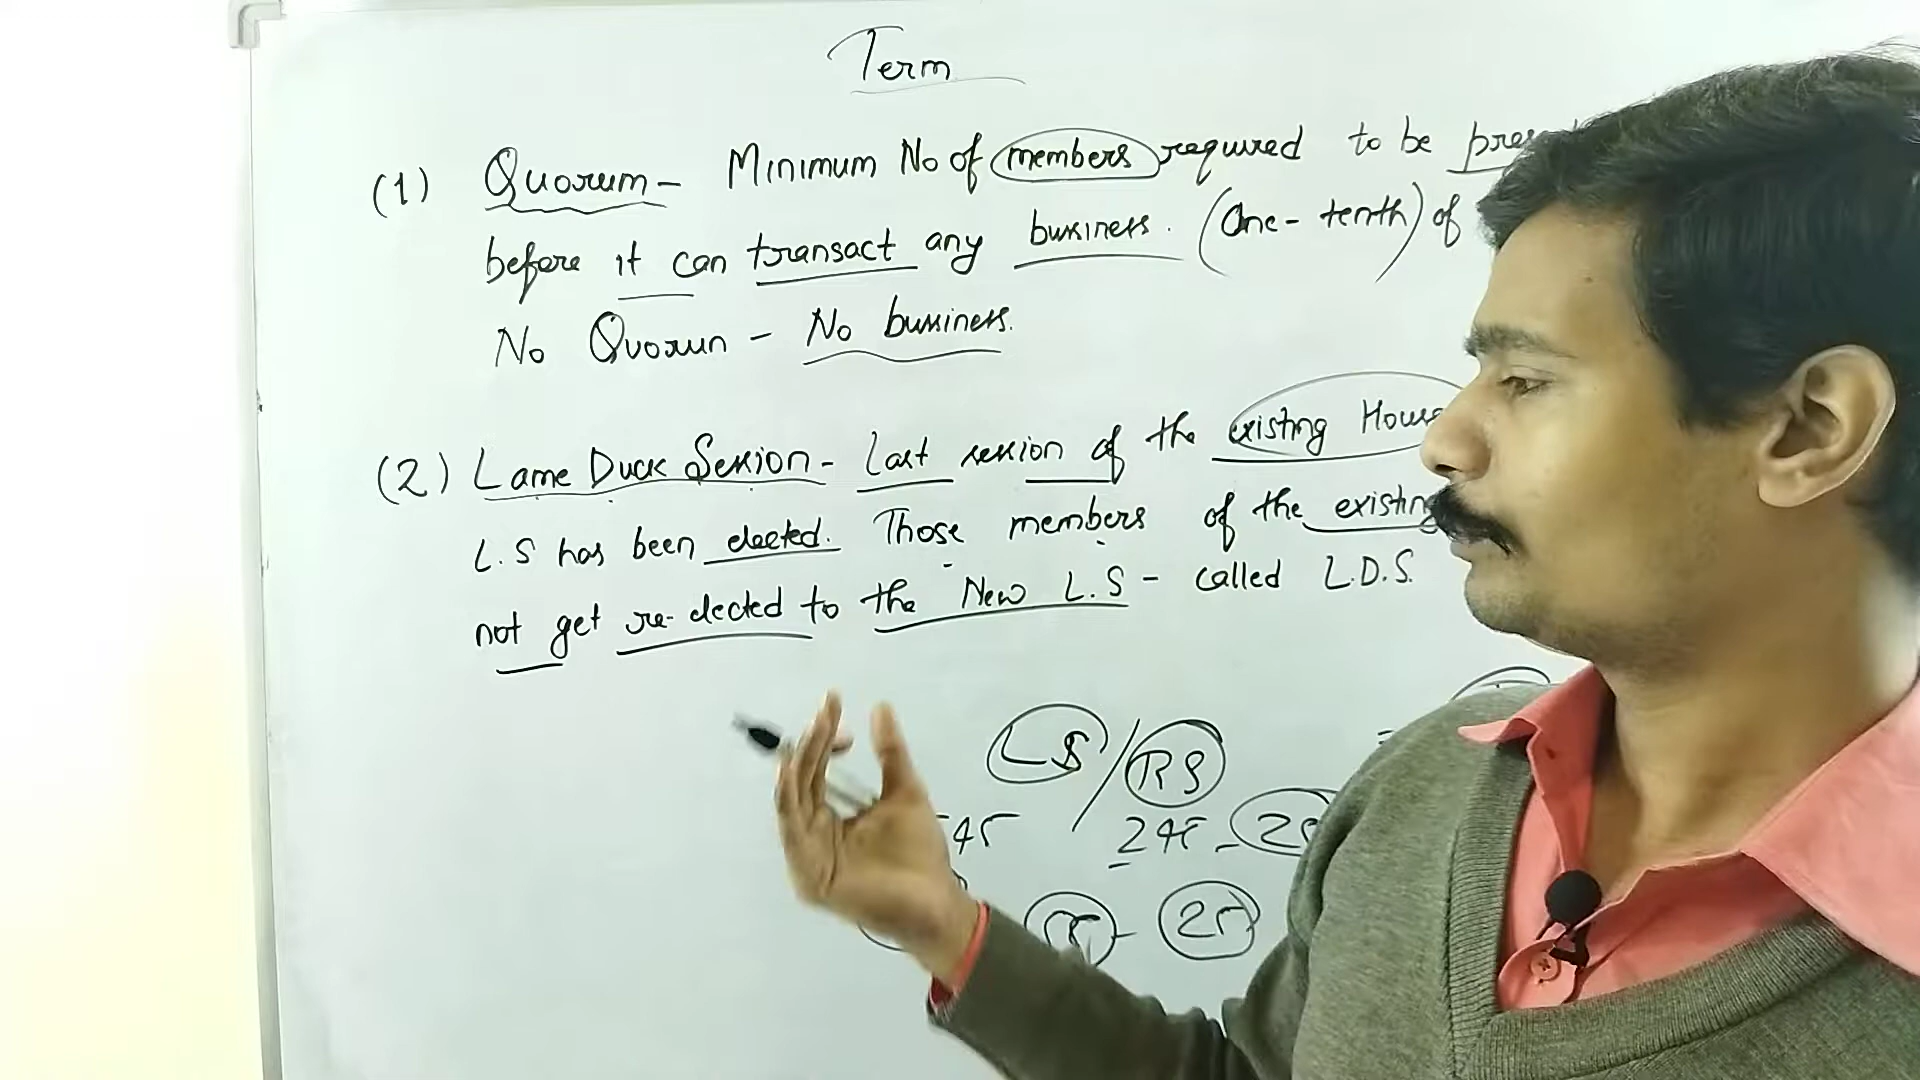 Term
(1) Quorum - Minimum No of members required to be
before it can transact any business. (One-tenth) of
No Quorun - No business.
(2) Lame Duck Session - Last session of the existing
L.S has been elected. Those members of the existing
not get re-elected to the New L.S - called L.D.S.
LS/RS
245 -
25